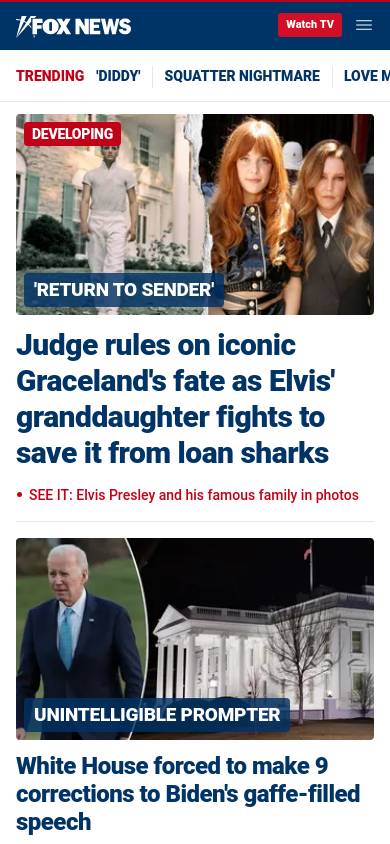 FOX NEWS
Watch TV
TRENDING 'DIDDY' SQUATTER NIGHTMARE LOVE M
DEVELOPING
'RETURN TO SENDER'
Judge rules on iconic
Graceland's fate as Elvis'
granddaughter fights to
save it from loan sharks
• SEE IT: Elvis Presley and his famous family in photos
UNINTELLIGIBLE PROMPTER
White House forced to make 9
corrections to Biden's gaffe-filled
speech